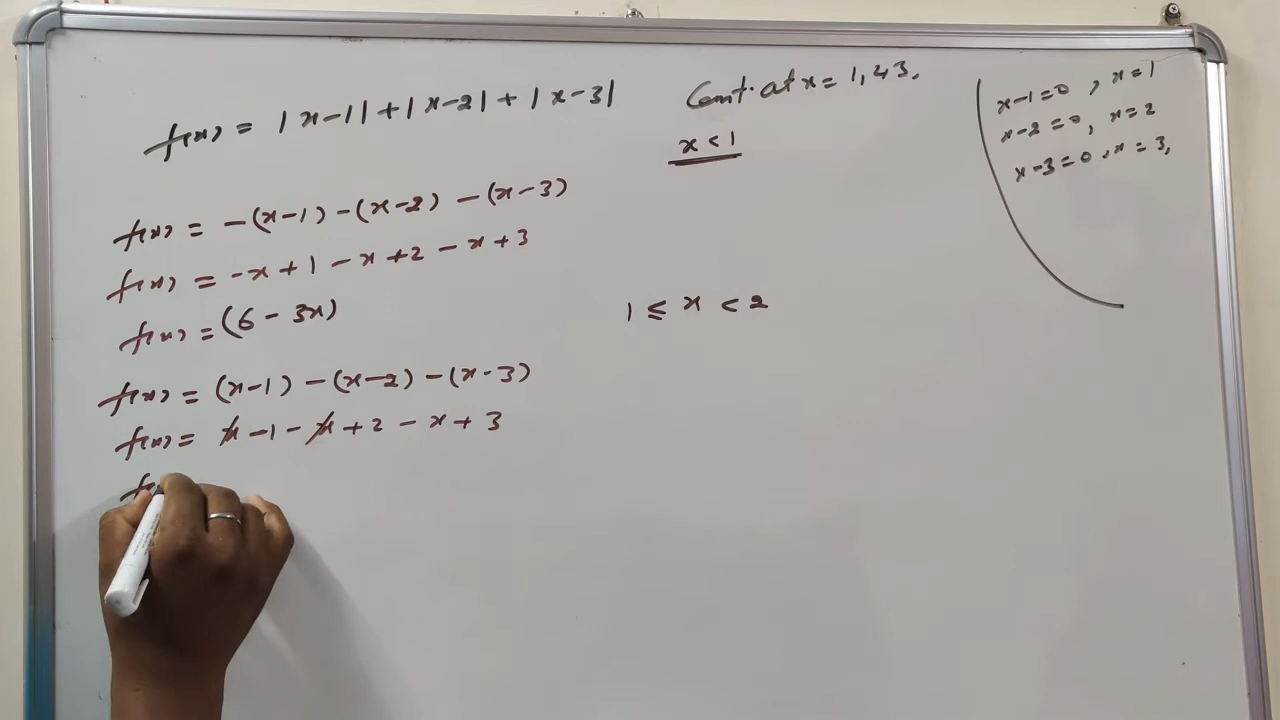 f(x) = |x-1| + |x-2| + |x-3|
Cont. at x = 1, 2, 3.
x-1=0, x=1
x-2=0, x=2
x-3=0, x=3,
x < 1
f(x) = -(x-1) -(x-2) -(x-3)
f(x) = -x+1-x+2-x+3
f(x) = (6-3x)
1 ≤ x < 2
f(x) = (x-1) -(x-2) -(x-3)
f(x) = x-1-x+2-x+3